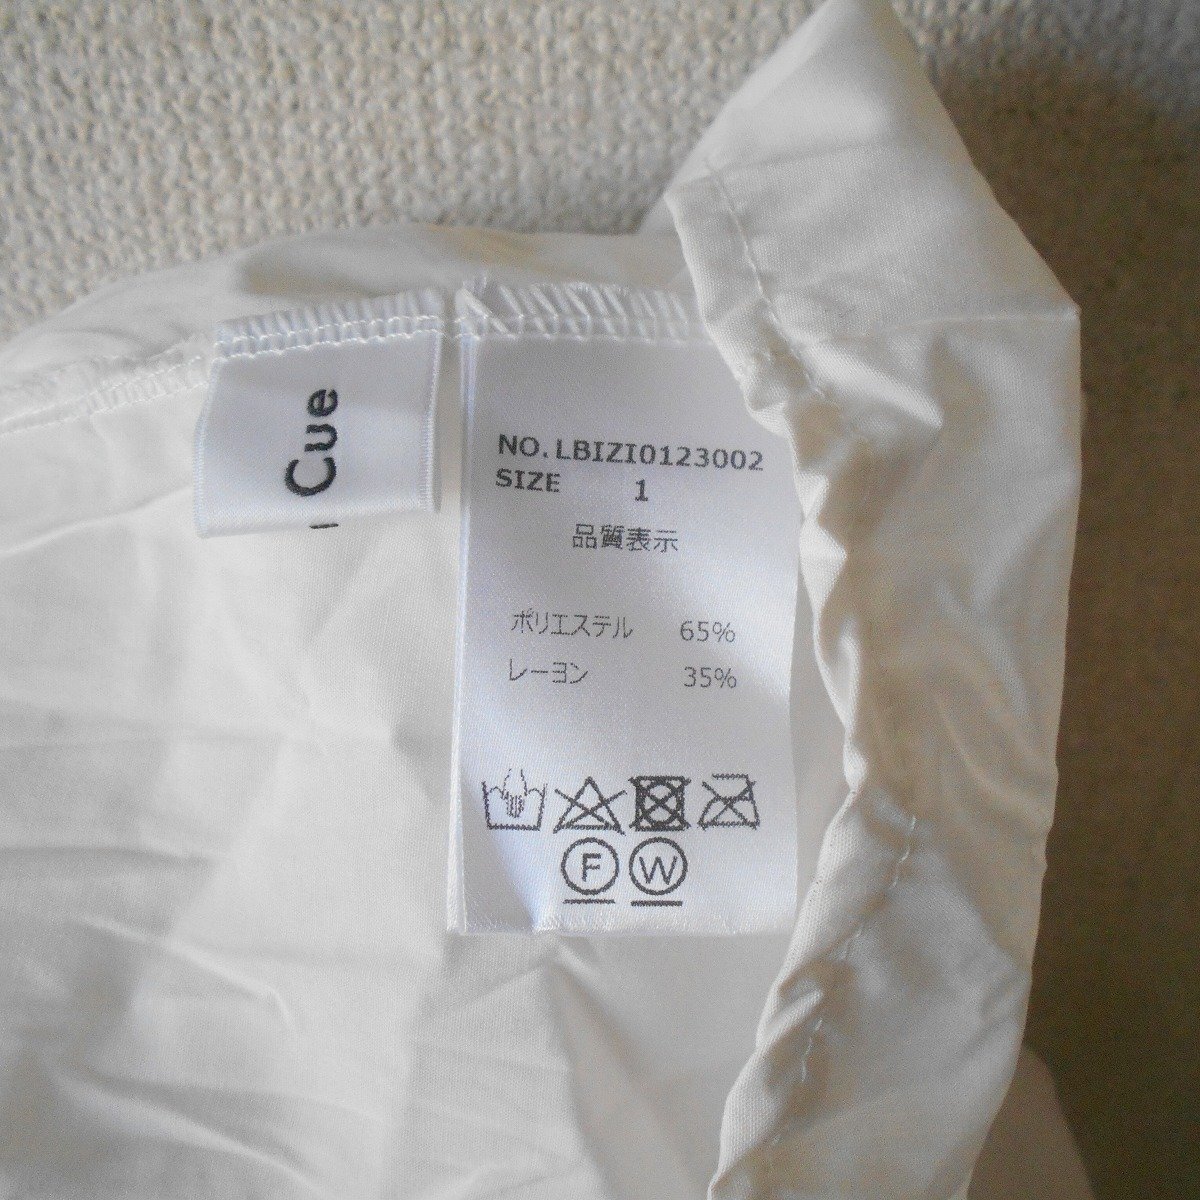 Cue
NO. LBIZI0123002
SIZE 1
品質表示
ポリエステル 65%
レーヨン 35%
F W